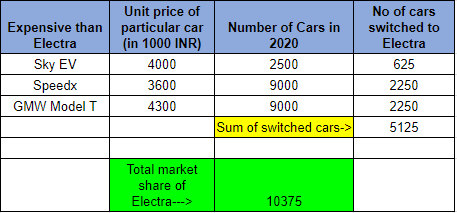 Expensive than Electra Unit price of particular car (in 1000 INR) Number of Cars in 2020 No of cars switched to Electra
Sky EV 4000 2500 625
Speedx 3600 9000 2250
GMW Model T 4300 9000 2250
Sum of switched cars-> 5125
Total market share of Electra---> 10375